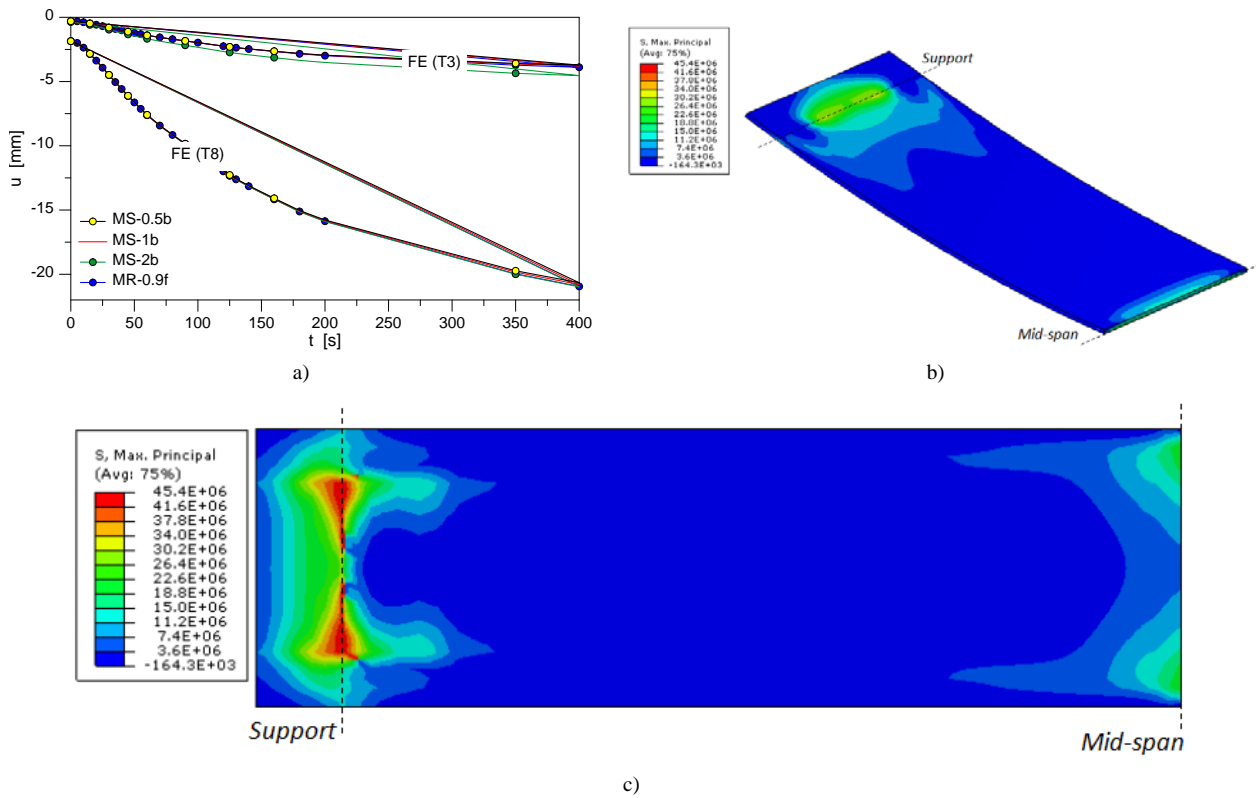 u [mm]
0
-5
-10
-15
-20
FE (T3)
FE (T8)
MS-0.5b
MS-1b
MS-2b
MR-0.9f
0 50 100 150 200 250 300 350 400
t [s]
a)
S, Max. Principal
(Avg: 75%)
45.4E+06
41.6E+06
37.8E+06
34.0E+06
30.2E+06
26.4E+06
22.6E+06
18.8E+06
15.0E+06
11.2E+06
7.4E+06
3.6E+06
-164.3E+03
Support
Mid-span
b)
S, Max. Principal
(Avg: 75%)
45.4E+06
41.6E+06
37.8E+06
34.0E+06
30.2E+06
26.4E+06
22.6E+06
18.8E+06
15.0E+06
11.2E+06
7.4E+06
3.6E+06
-164.3E+03
Support
Mid-span
c)